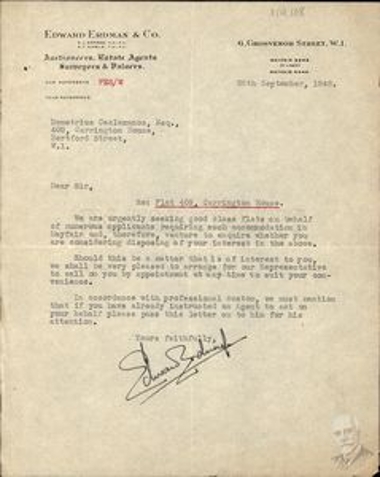 EDWARD ERDMAN & CO.
Auctioneers, Estate Agents
Surveyors & Valuers.
6, GROSVENOR STREET, W.1.
MAYFAIR
OUR REFERENCE
YOUR REFERENCE
September, 1948.
Demetrius Caclamanos, Esq.,
409, Carrington House,
Hertford Street,
W.1.
Dear Sir,
Re: Flat 409, Carrington House.
We are urgently seeking good class Flats on behalf
of numerous applicants requiring such accommodation in
Mayfair and, therefore, venture to enquire whether you
are considering disposing of your interest in the above.
Should this be a matter that is of interest to you,
we shall be very pleased to arrange for our Representative
to call on you by appointment at any time to suit your con-
venience.
In accordance with professional custom, we must mention
that if you have already instructed an Agent to act on
your behalf please pass this letter on to him for his
attention.
Yours faithfully,